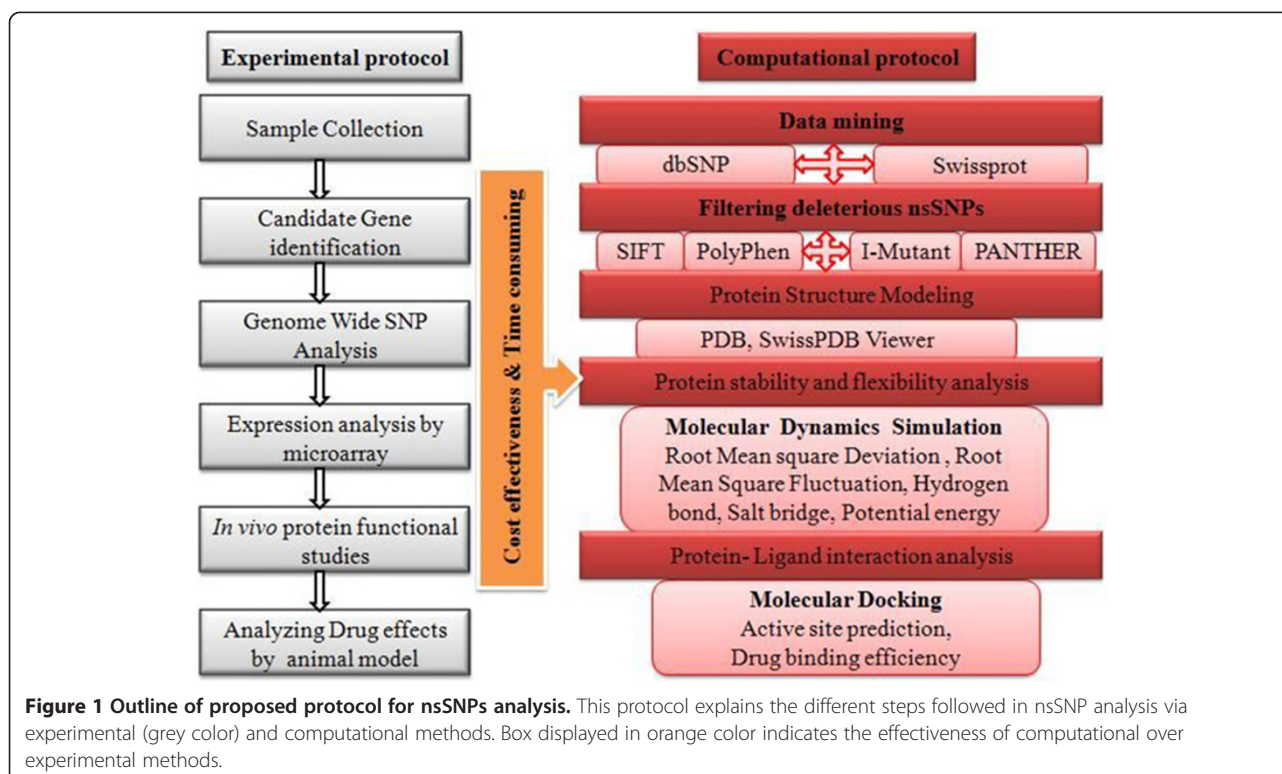 Experimental protocol
Sample Collection
Candidate Gene
identification
Genome Wide SNP
Analysis
Expression analysis by
microarray
In vivo protein functional
studies
Analyzing Drug effects
by animal model
Cost effectiveness & Time consuming
Computational protocol
Data mining
dbSNP
Swissprot
Filtering deleterious nsSNPs
SIFT
PolyPhen
I-Mutant
PANTHER
Protein Structure Modeling
PDB, SwissPDB Viewer
Protein stability and flexibility analysis
Molecular Dynamics Simulation
Root Mean square Deviation , Root
Mean Square Fluctuation, Hydrogen
bond, Salt bridge, Potential energy
Protein- Ligand interaction analysis
Molecular Docking
Active site prediction,
Drug binding efficiency
Figure 1 Outline of proposed protocol for nsSNPs analysis. This protocol explains the different steps followed in nsSNP analysis via
experimental (grey color) and computational methods. Box displayed in orange color indicates the effectiveness of computational over
experimental methods.